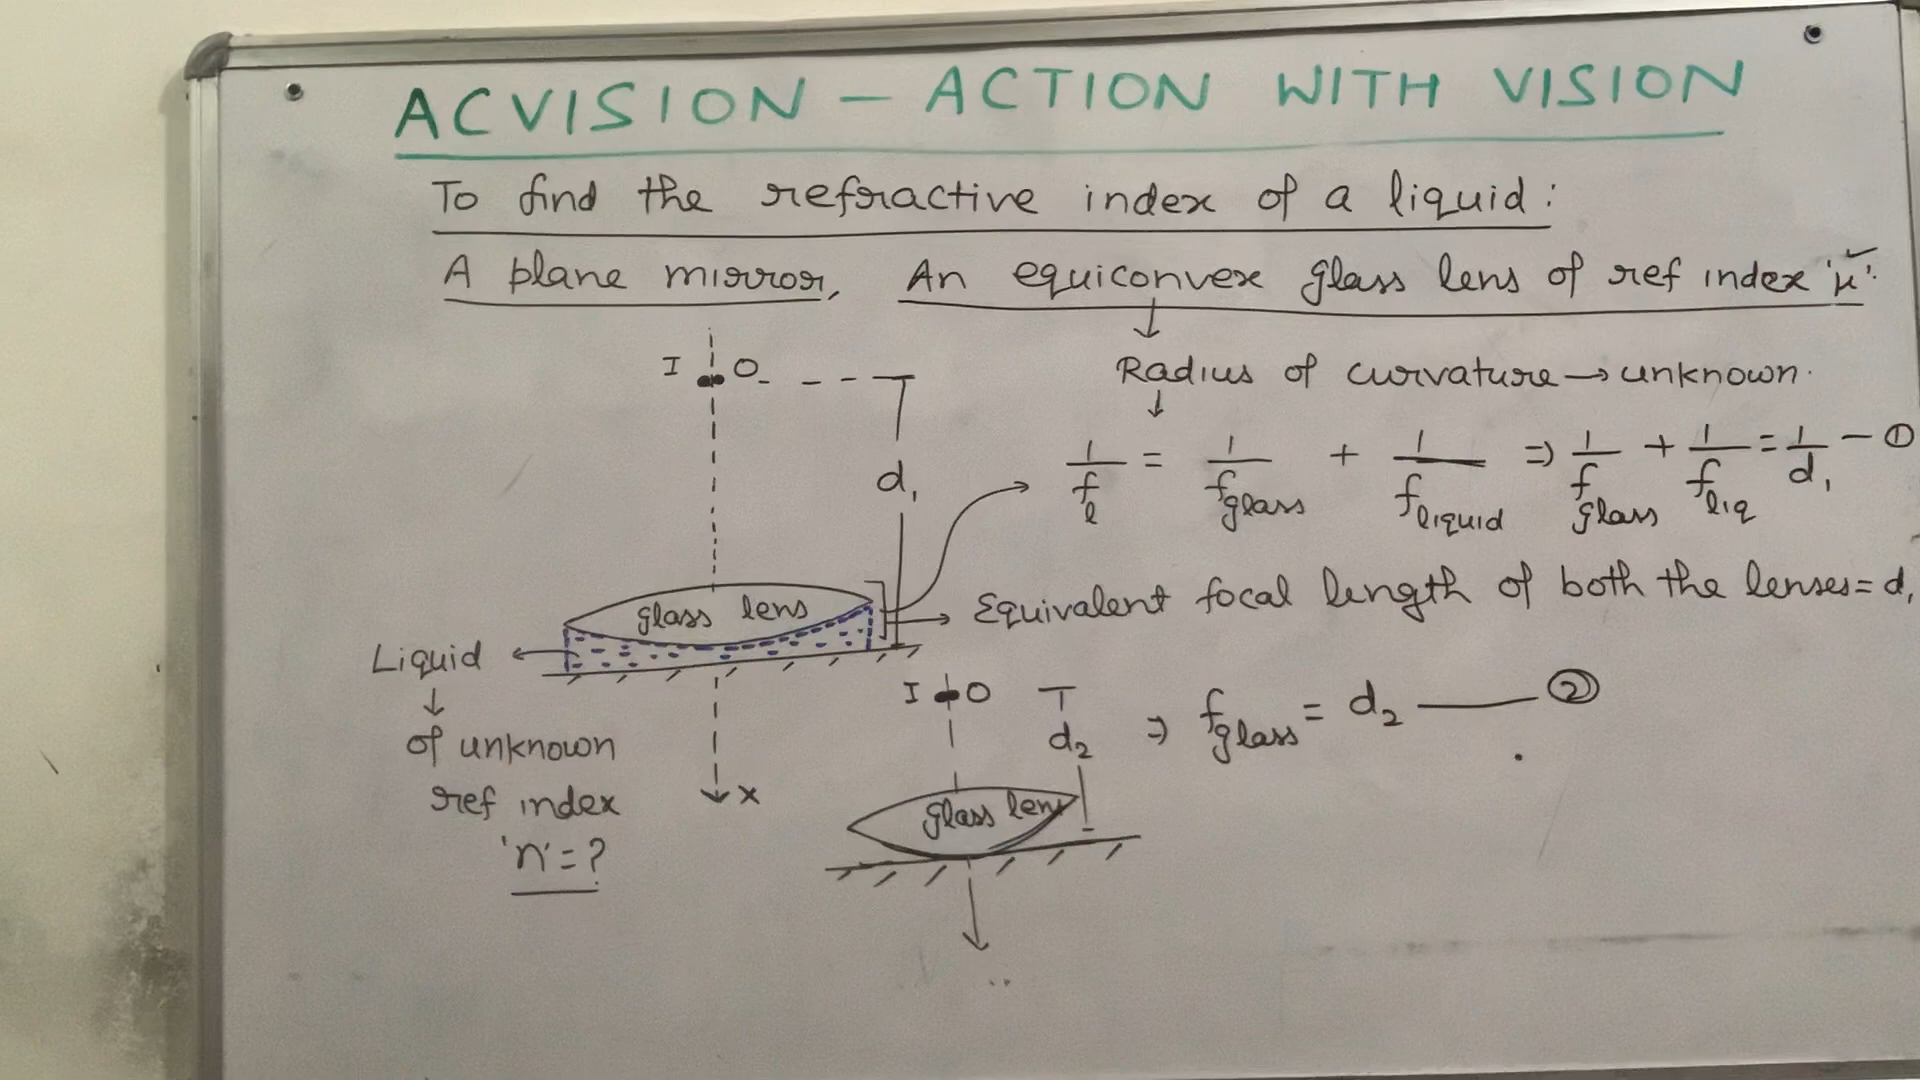 ACVISION - ACTION WITH VISION
To find the refractive index of a liquid:
A plane mirror, An equiconvex glass lens of ref index 'μ'.
Radius of curvature → unknown.
I O
d₁
1/f_l = 1/f_glass + 1/f_liquid ⇒ 1/f_glass + 1/f_liq = 1/d₁ - ①
glass lens
Equivalent focal length of both the lenses = d₁
Liquid
of unknown
ref index
'n' = ?
x
I O
d₂ ⇒ f_glass = d₂ — ②
glass lens